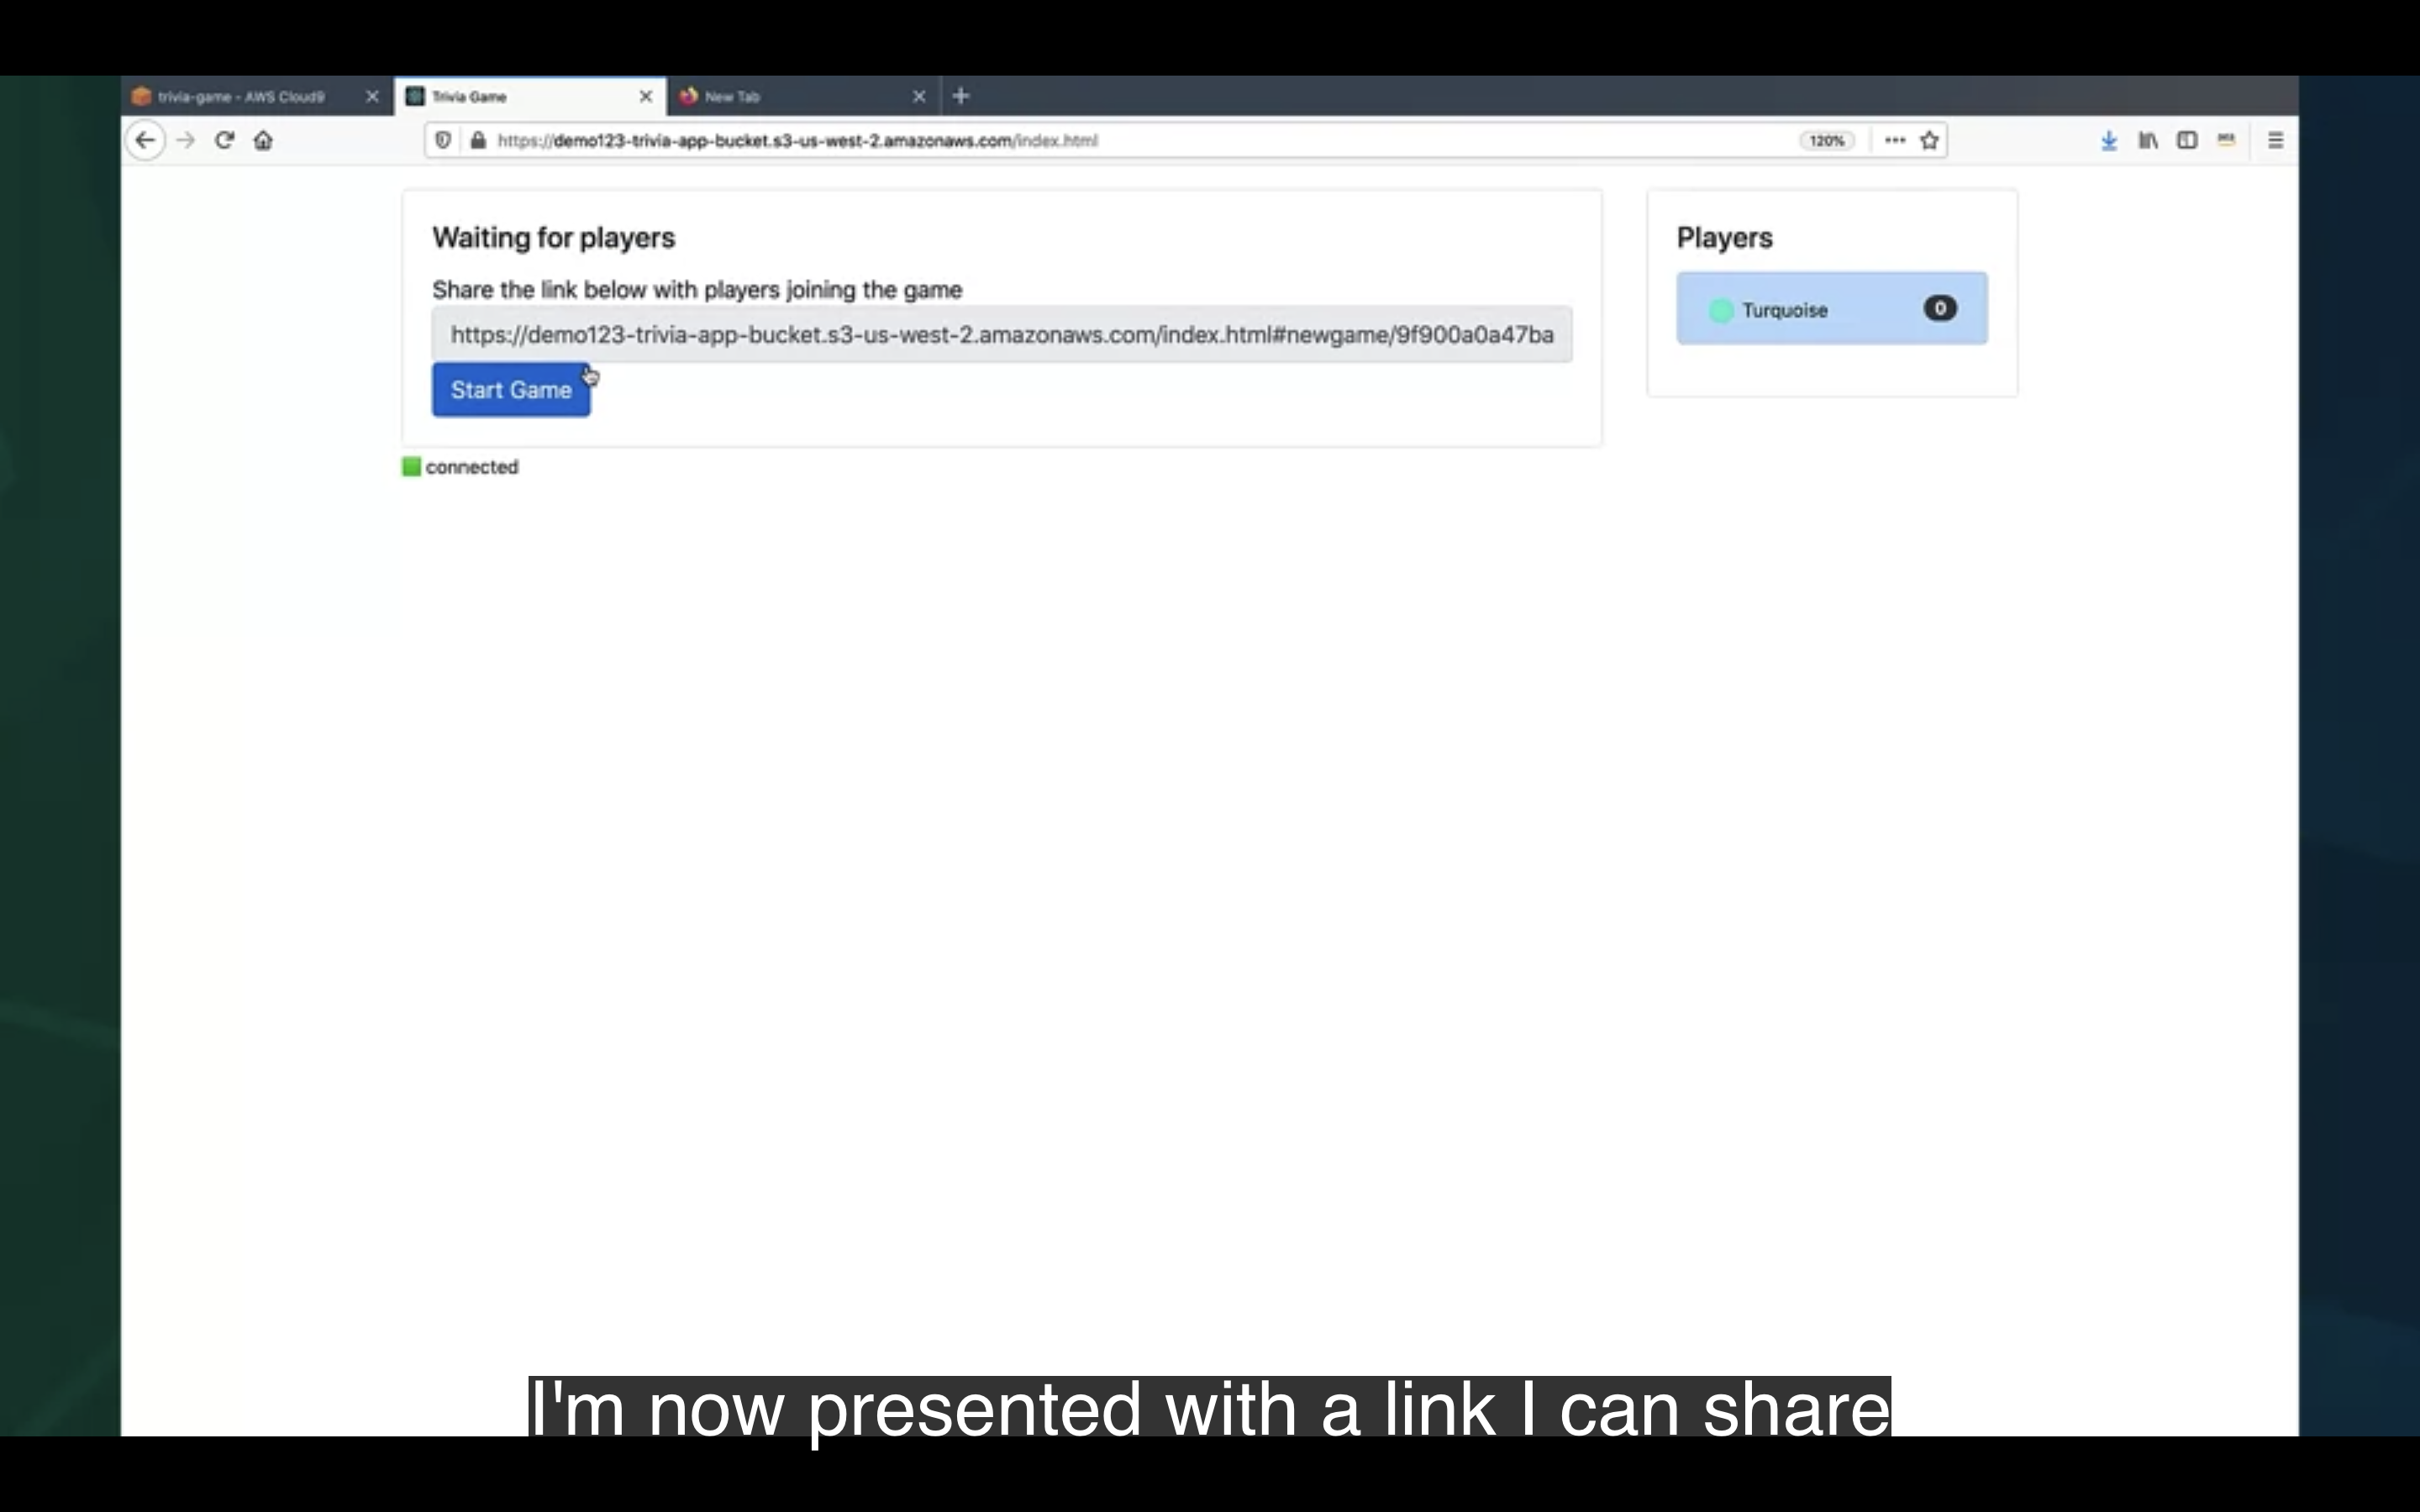 trivia-game - AWS Cloud9
Trivia Game
New Tab
https://demo123-trivia-app-bucket.s3-us-west-2.amazonaws.com/index.html
120%
Waiting for players
Share the link below with players joining the game
https://demo123-trivia-app-bucket.s3-us-west-2.amazonaws.com/index.html#newgame/9f900a0a47ba
Start Game
connected
Players
Turquoise 0
I'm now presented with a link I can share